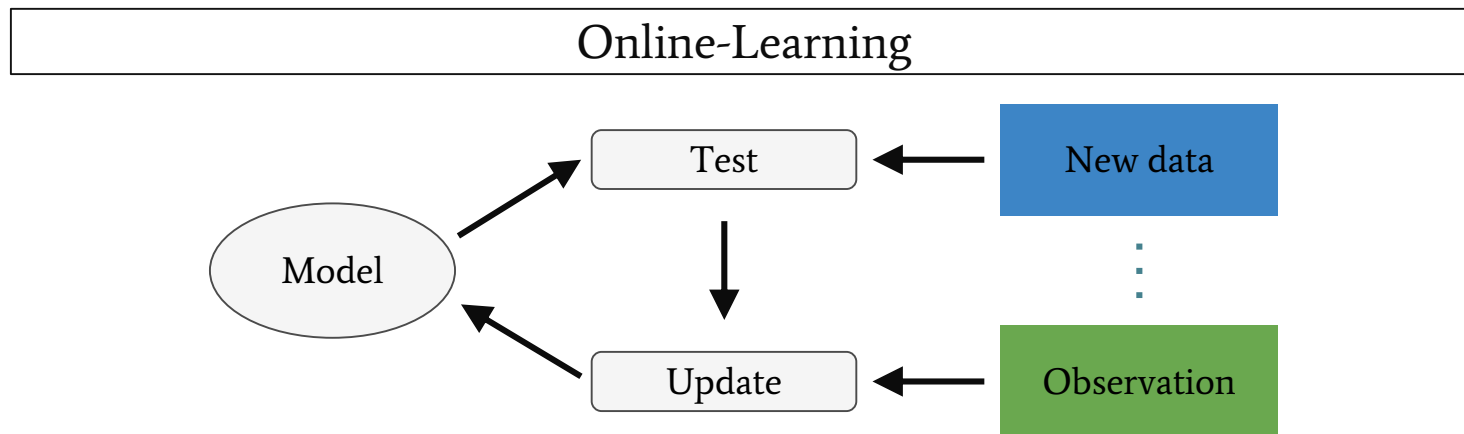 Online-Learning
Test
New data
Model
Update
Observation